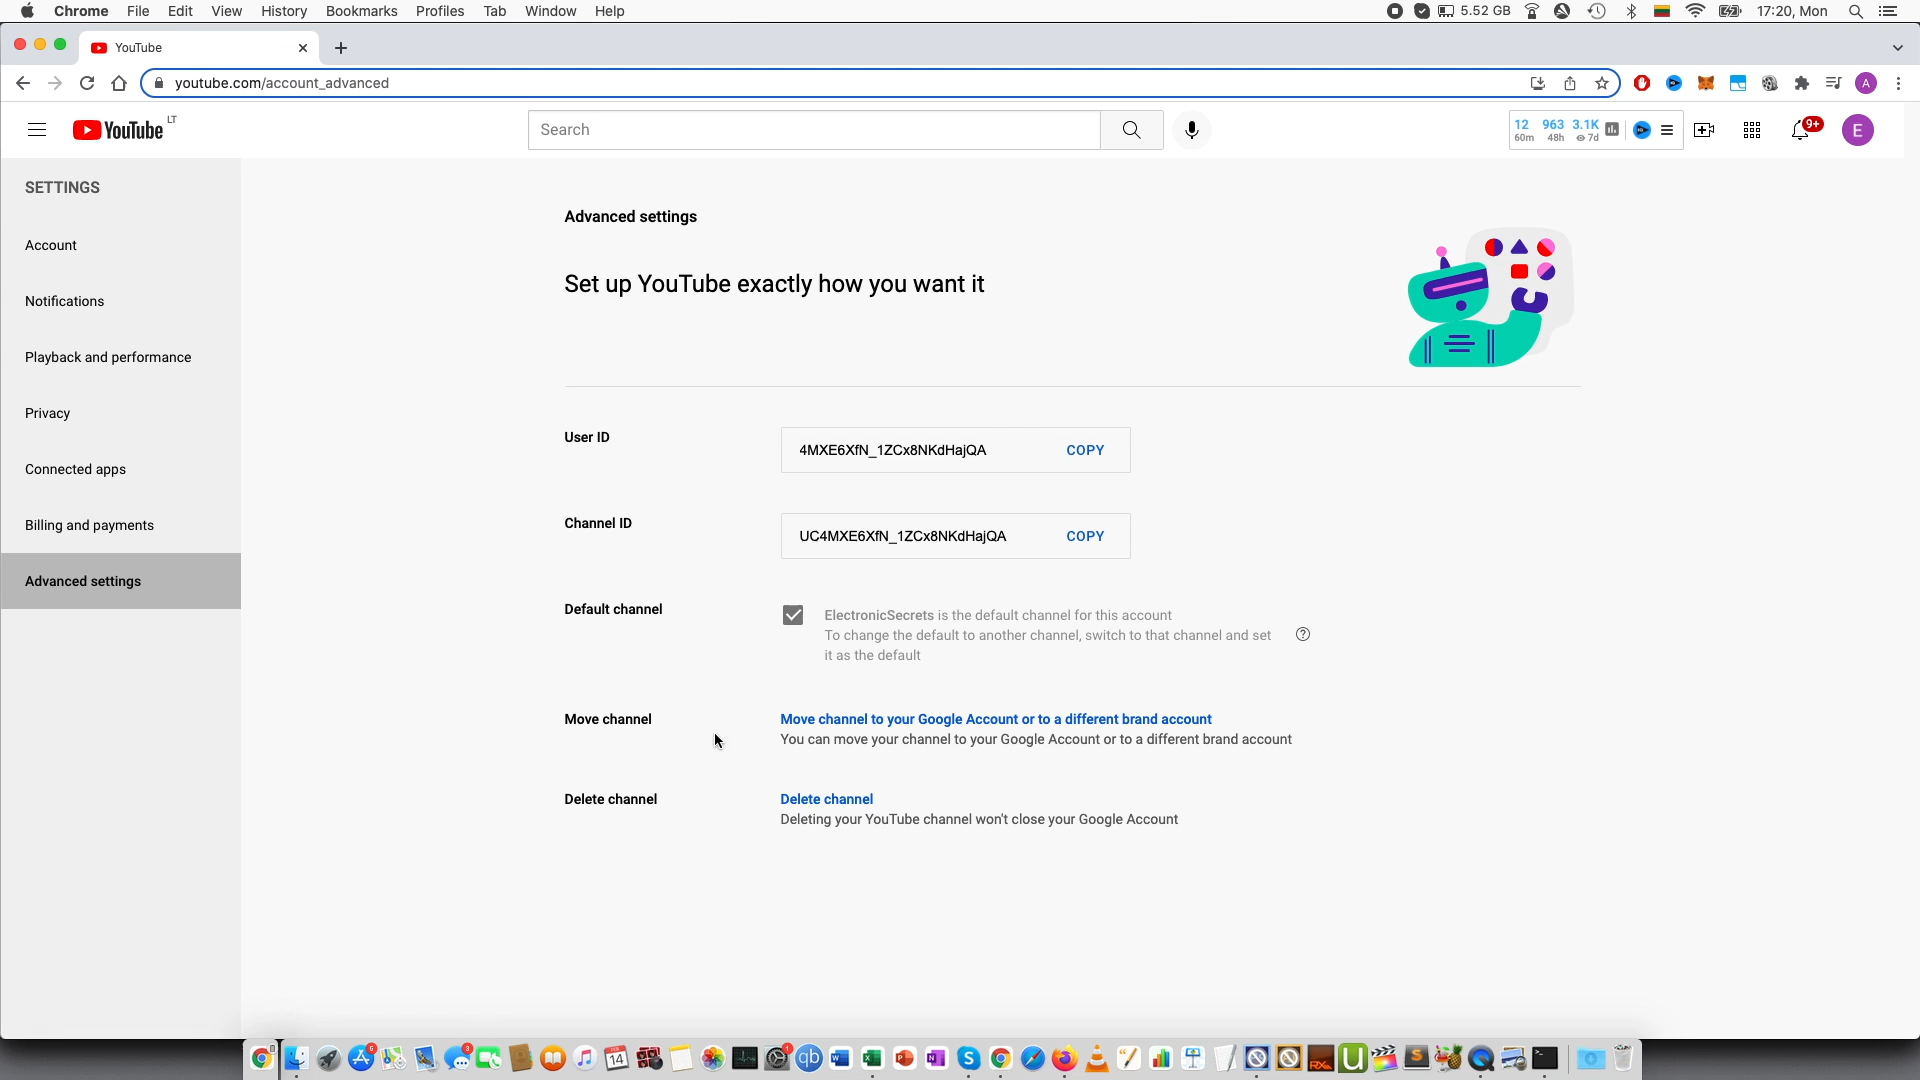 Chrome File Edit View History Bookmarks Profiles Tab Window Help 5.52 GB 17:20, Mon
YouTube
youtube.com/account_advanced A
YouTube LT Search 12 963 3.1K 9+ E
60m 48h 7d
SETTINGS
Account
Notifications
Playback and performance
Privacy
Connected apps
Billing and payments
Advanced settings
Advanced settings
Set up YouTube exactly how you want it
User ID 4MXE6XfN_1ZCx8NKdHajQA COPY
Channel ID UC4MXE6XfN_1ZCx8NKdHajQA COPY
Default channel ElectronicSecrets is the default channel for this account
To change the default to another channel, switch to that channel and set
it as the default
Move channel Move channel to your Google Account or to a different brand account
You can move your channel to your Google Account or to a different brand account
Delete channel Delete channel
Deleting your YouTube channel won't close your Google Account